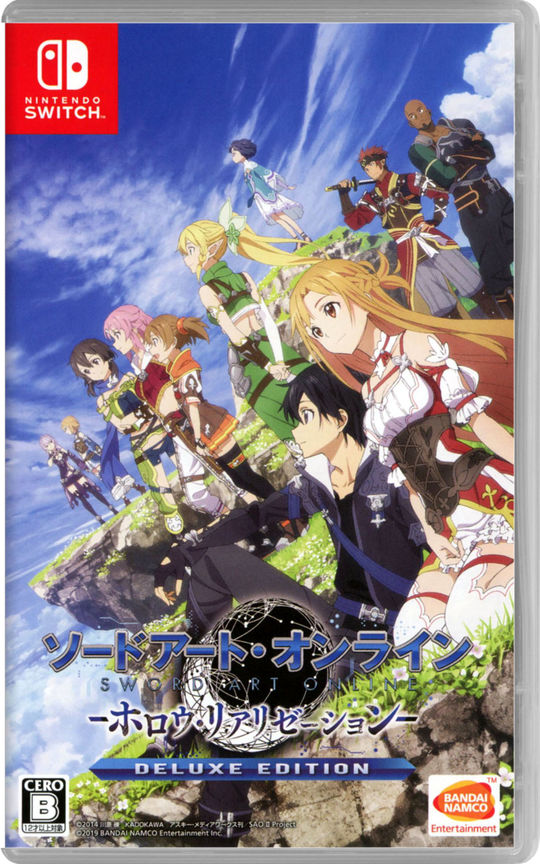 NINTENDO
SWITCH™
ソードアート・オンライン
SWORD ART ONLINE
-ホロウ・リアリゼーション-
DELUXE EDITION
CERO
B
12才以上対象
©2014 川原 礫 KADOKAWA アスキー・メディアワークス刊 SAOⅡ Project
©2019 BANDAI NAMCO Entertainment Inc.
BANDAI
NAMCO
™
Entertainment